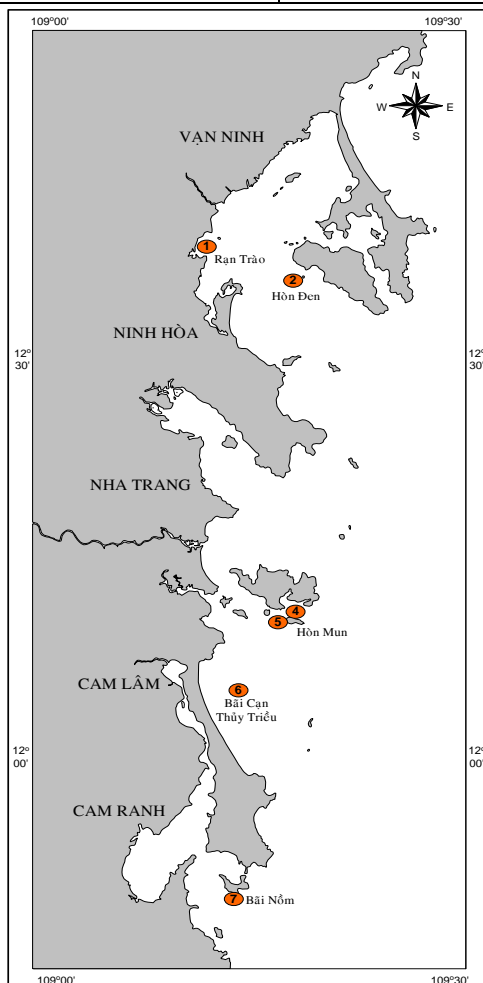 109°00’ 109°30’
N
W E
S
VẠN NINH
1
Rạn Trào
2
Hòn Đen
NINH HÒA
12°
30'
12°
30'
NHA TRANG
4
5
Hòn Mun
CAM LÂM
6
Bãi Cạn
Thủy Triều
12°
00'
12°
00'
CAM RANH
7 Bãi Nồm
109°00’ 109°30’